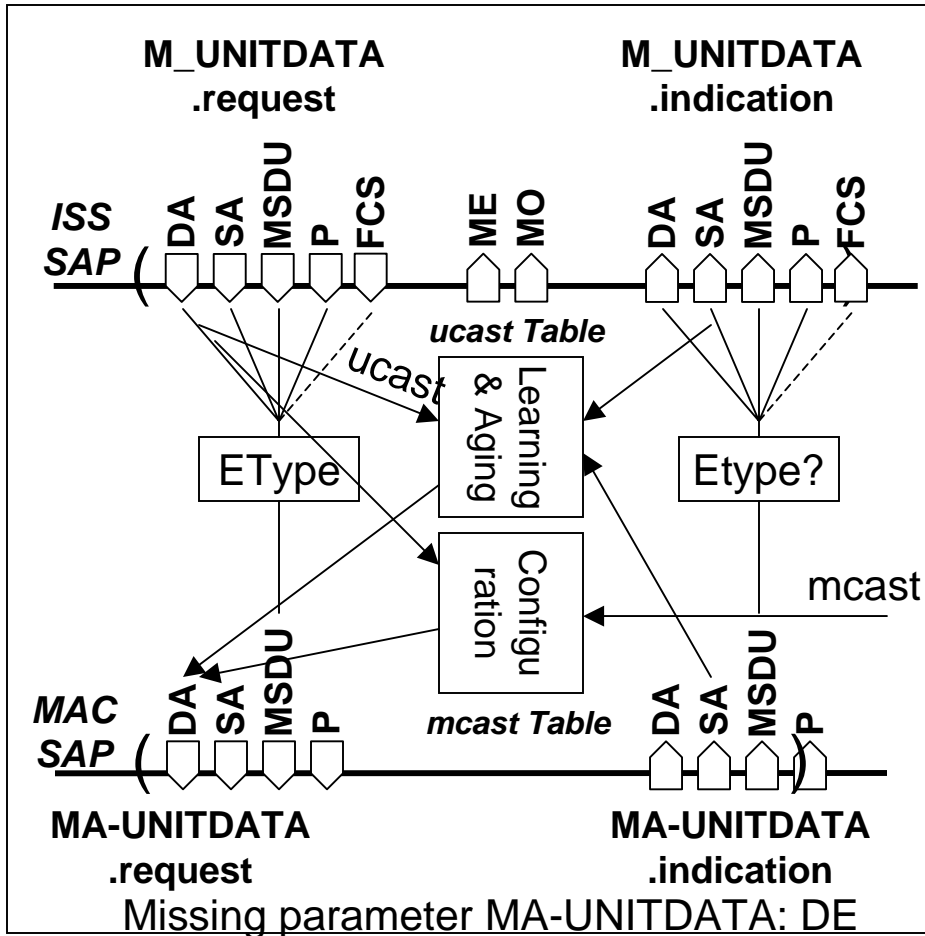 M_UNITDATA
.request
M_UNITDATA
.indication
ISS
SAP
(
DA
SA
MSDU
P
FCS
ME
MO
DA
SA
MSDU
P
FCS
ucast Table
ucast
Learning
& Aging
EType
Etype?
Configu
ration
mcast
mcast Table
MAC
SAP
(
DA
SA
MSDU
P
DA
SA
MSDU
)
P
MA-UNITDATA
.request
MA-UNITDATA
.indication
Missing parameter MA-UNITDATA: DE